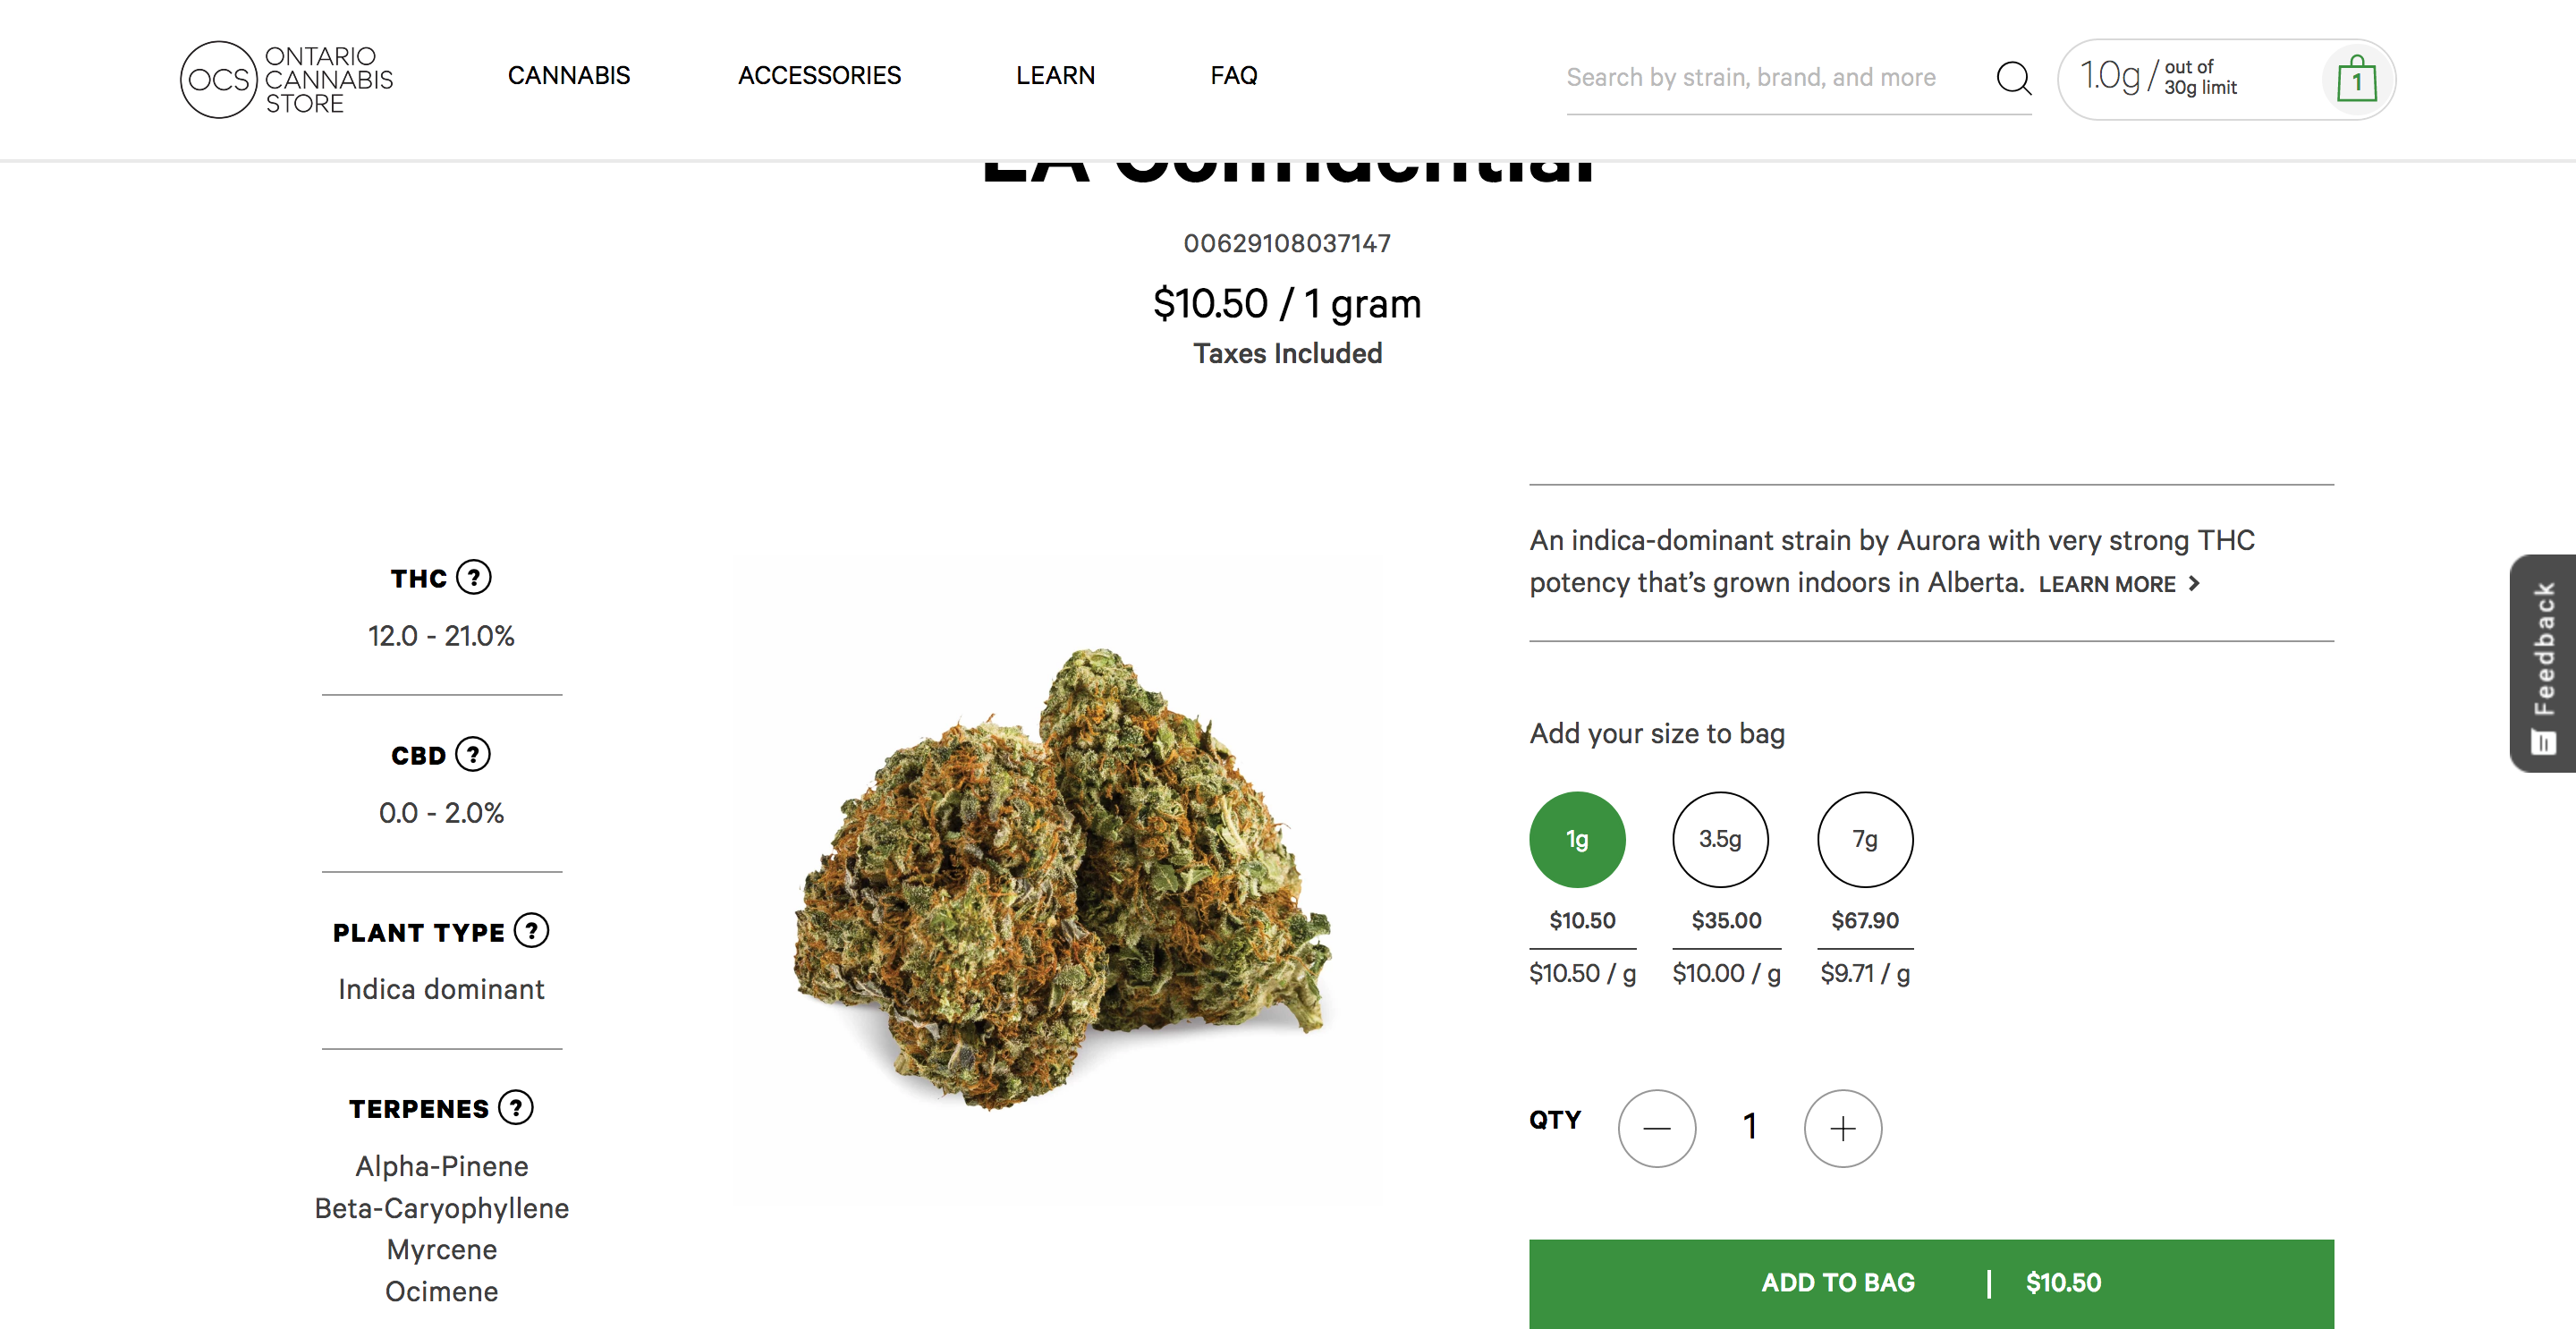 OCS
ONTARIO
CANNABIS
STORE
CANNABIS
ACCESSORIES
LEARN
FAQ
Search by strain, brand, and more
1.0g / out of
30g limit
1
LA Confidential
00629108037147
$10.50 / 1 gram
Taxes Included
THC ?
12.0 - 21.0%
CBD ?
0.0 - 2.0%
PLANT TYPE ?
Indica dominant
TERPENES ?
Alpha-Pinene
Beta-Caryophyllene
Myrcene
Ocimene
An indica-dominant strain by Aurora with very strong THC
potency that’s grown indoors in Alberta. LEARN MORE >
Add your size to bag
1g 3.5g 7g
$10.50 $35.00 $67.90
$10.50 / g $10.00 / g $9.71 / g
QTY — 1 +
ADD TO BAG | $10.50
Feedback